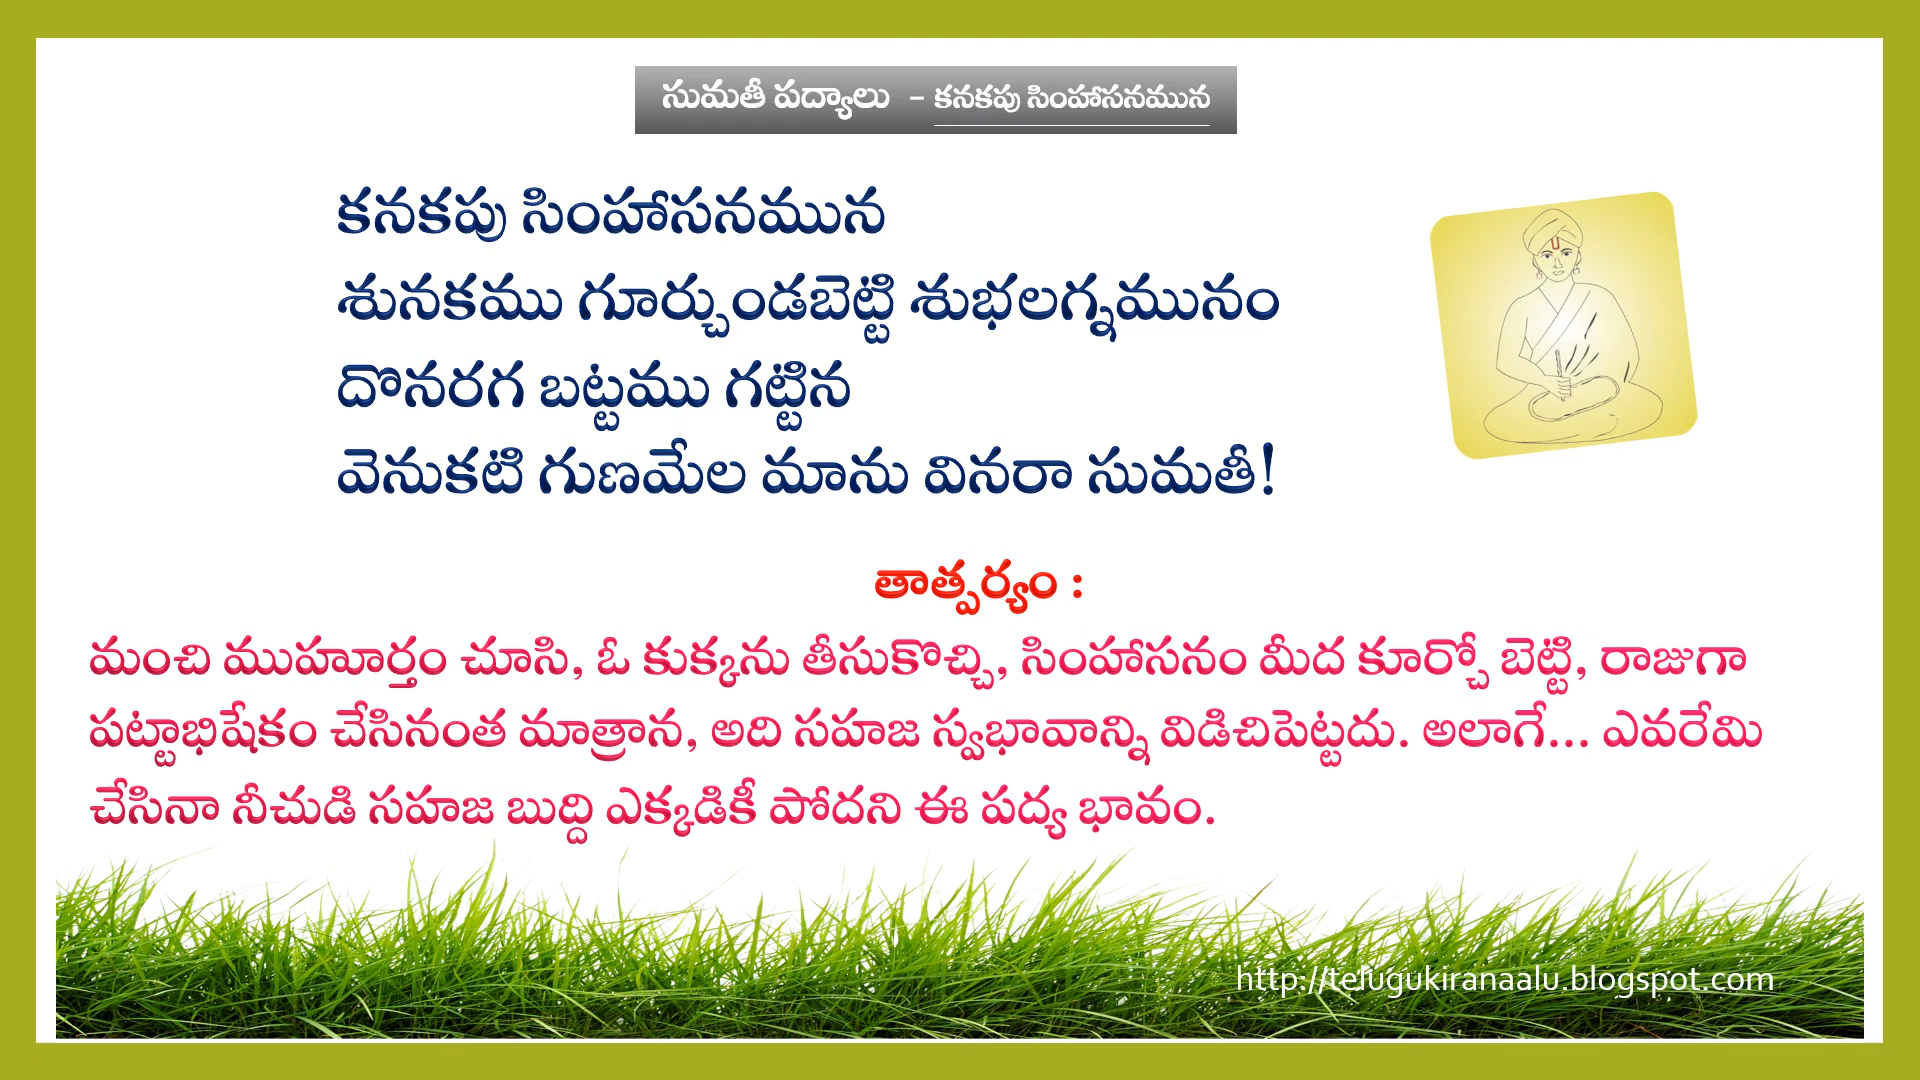 సుమతీ పద్యాలు - కనకపు సింహాసనమున
కనకపు సింహాసనమున
శునకము గూర్చుండబెట్టి శుభలగ్నమునం
దొనరగ బట్టము గట్టిన
వెనుకటి గుణమేల మాను వినరా సుమతీ!
తాత్పర్యం :
మంచి ముహూర్తం చూసి, ఓ కుక్కను తీసుకొచ్చి, సింహాసనం మీద కూర్చో బెట్టి, రాజుగా
పట్టాభిషేకం చేసినంత మాత్రాన, అది సహజ స్వభావాన్ని విడిచిపెట్టదు. అలాగే... ఎవరేమి
చేసినా నీచుడి సహజ బుద్ది ఎక్కడికీ పోదని ఈ పద్య భావం.
http://telugukiranaalu.blogspot.com